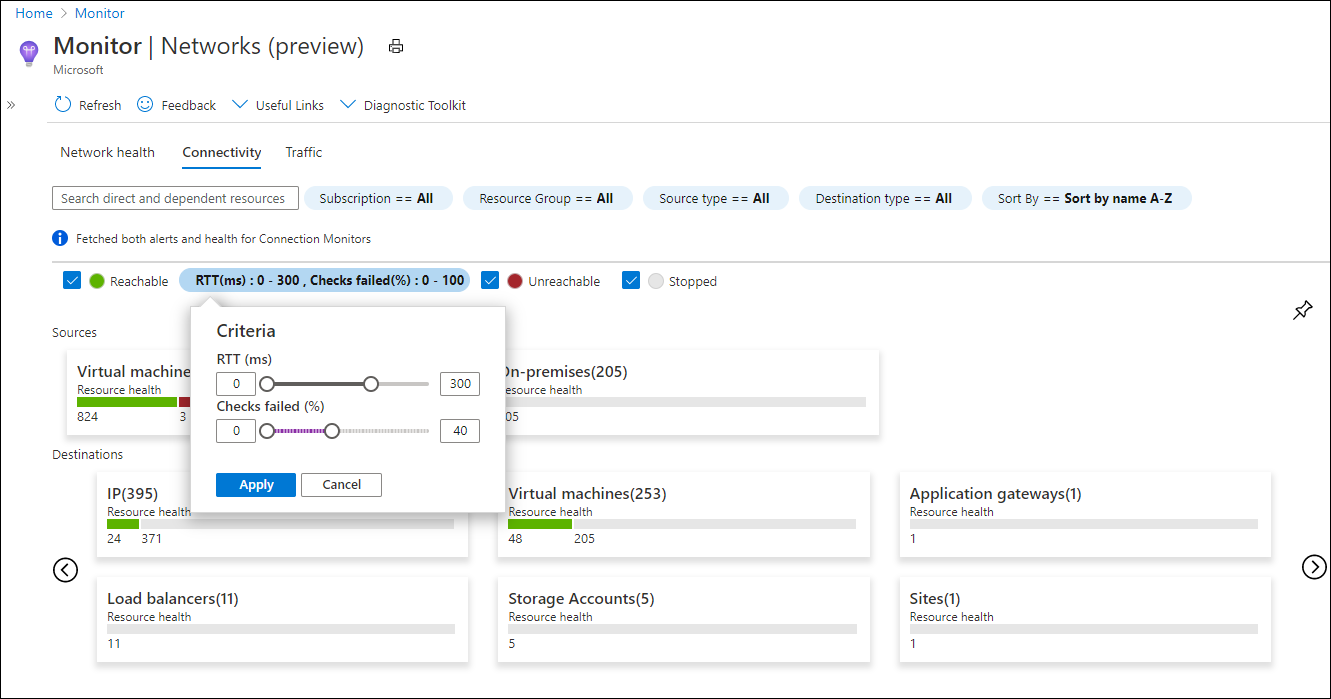 Home > Monitor
Monitor | Networks (preview)
Microsoft
» Refresh Feedback Useful Links Diagnostic Toolkit
Network health Connectivity Traffic
Search direct and dependent resources Subscription == All Resource Group == All Source type == All Destination type == All Sort By == Sort by name A-Z
Fetched both alerts and health for Connection Monitors
Reachable RTT(ms) : 0 - 300 , Checks failed(%) : 0 - 100 Unreachable Stopped
Criteria
RTT (ms)
0 300
Checks failed (%)
0 40
Apply Cancel
Sources
Virtual machine
Resource health
824 3
On-premises(205)
esource health
05
Destinations
IP(395)
Resource health
24 371
Virtual machines(253)
Resource health
48 205
Application gateways(1)
Resource health
1
Load balancers(11)
Resource health
11
Storage Accounts(5)
Resource health
5
Sites(1)
Resource health
1